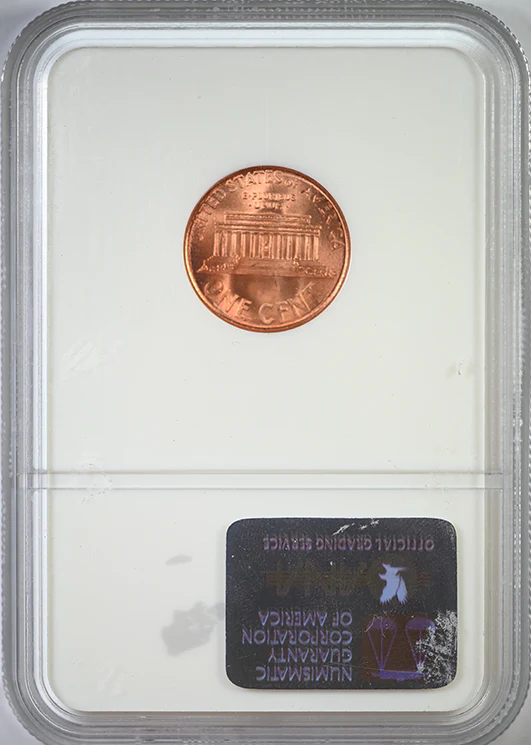 UNITED STATES OF AMERICA
E·PLURIBUS
UNUM
ONE CENT
NUMISMATIC
GUARANTY
CORPORATION
OF AMERICA
OFFICIAL GRADING SERVICE